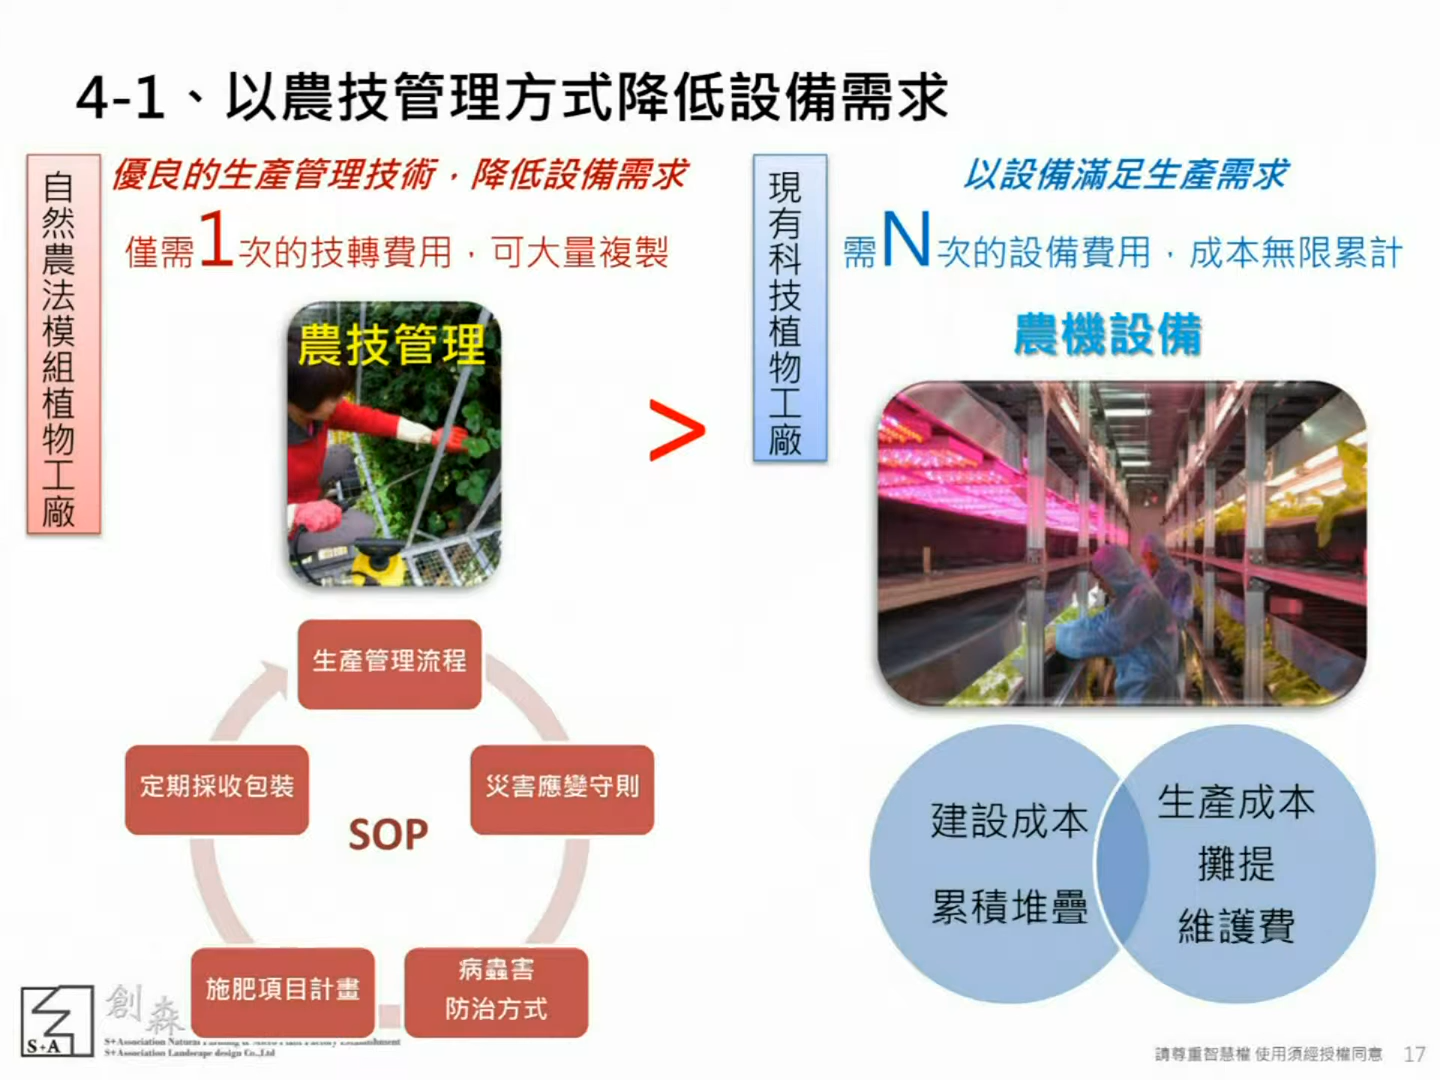 4-1、以農技管理方式降低設備需求
自然農法模組植物工廠
優良的生產管理技術，降低設備需求
僅需1次的技轉費用，可大量複製
農技管理
>
現有科技植物工廠
以設備滿足生產需求
需N次的設備費用，成本無限累計
農機設備
生產管理流程
災害應變守則
病蟲害
防治方式
施肥項目計畫
定期採收包裝
SOP
建設成本
累積堆疊
生產成本
攤提
維護費
S+A
創森
S+Association Landscape design Co.,Ltd
請尊重智慧權 使用須經授權同意
17